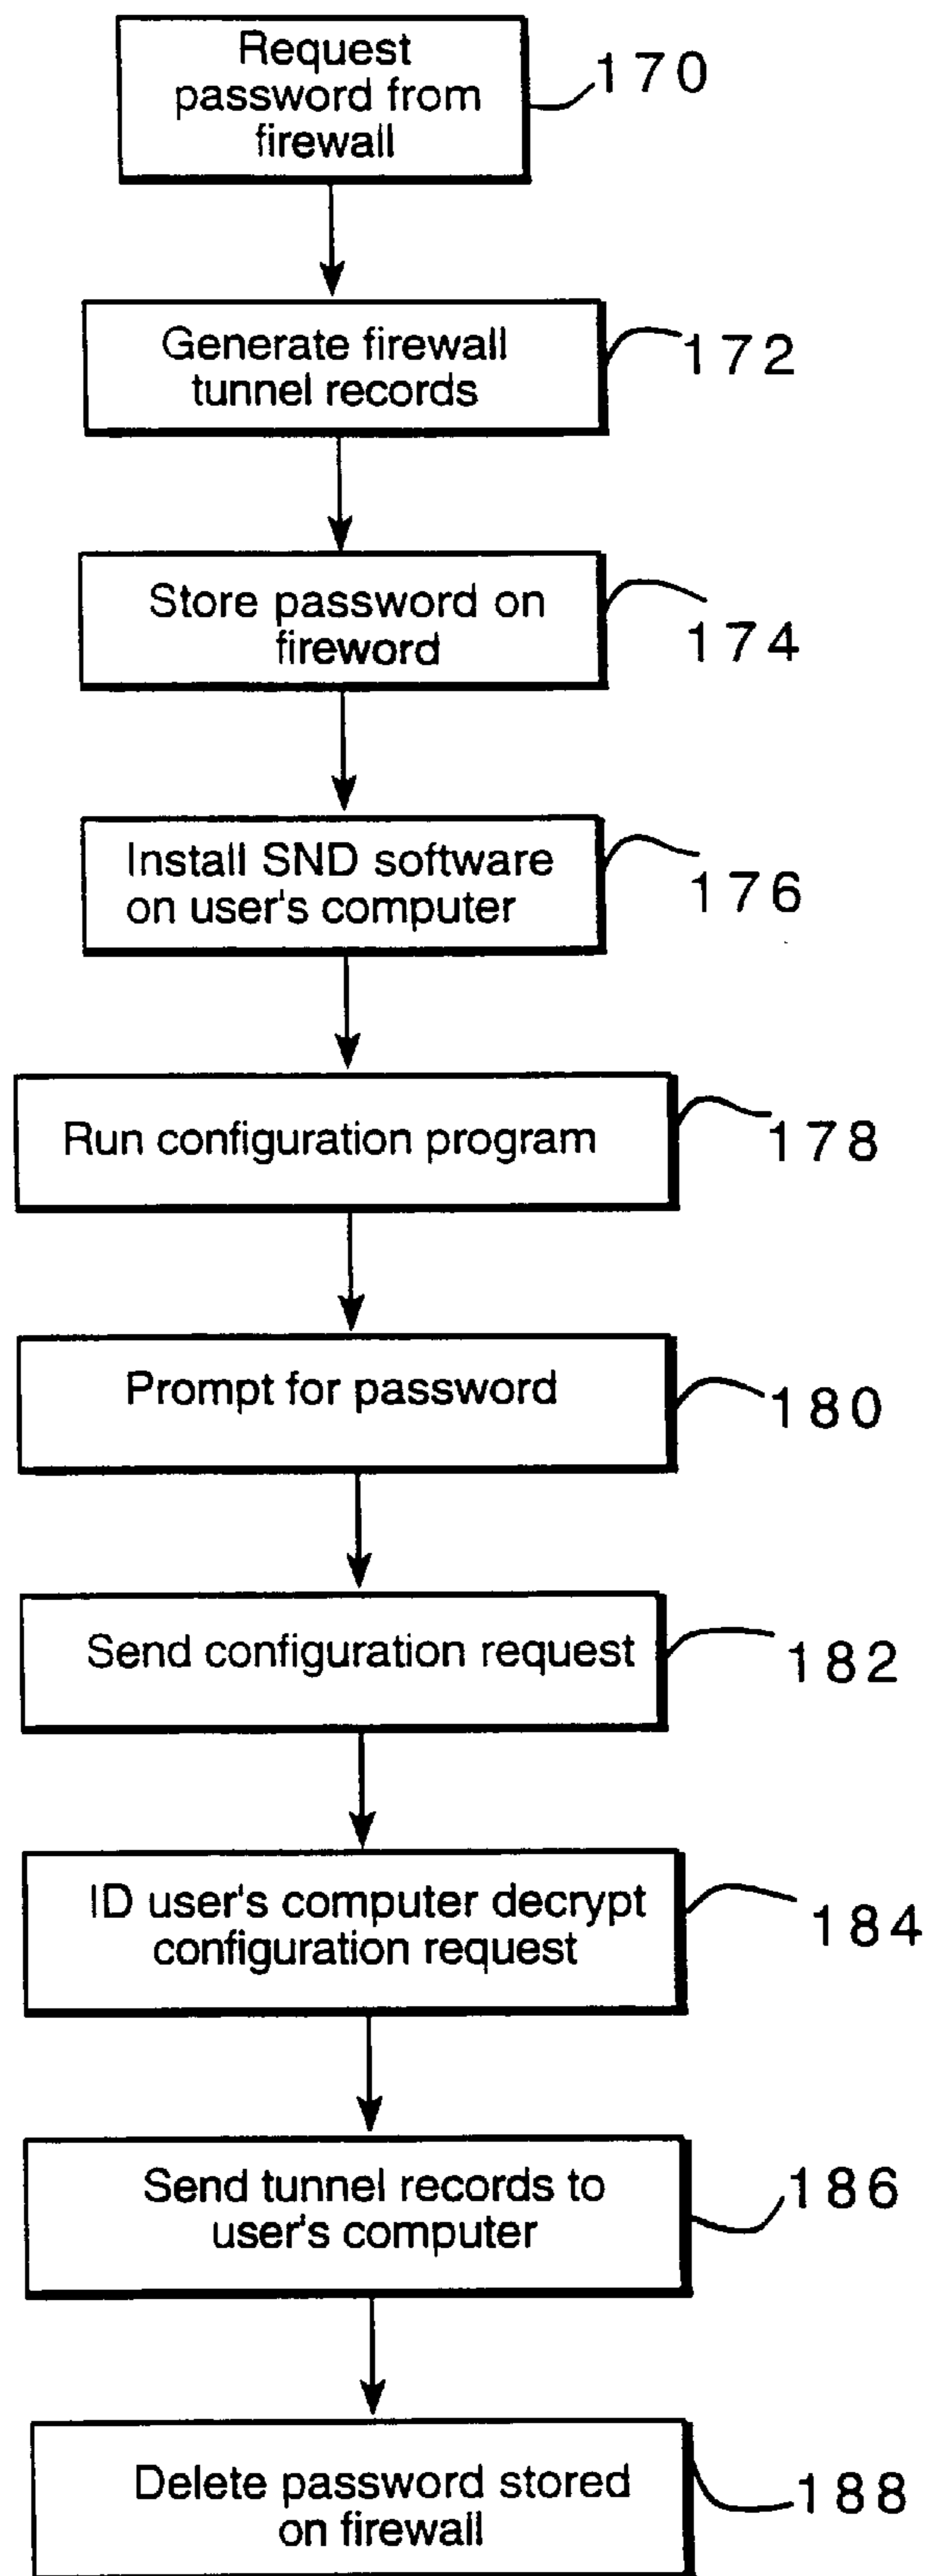 Request
password from
firewall
170
Generate firewall
tunnel records
172
Store password on
fireword
174
Install SND software
on user's computer
176
Run configuration program
178
Prompt for password
180
Send configuration request
182
ID user's computer decrypt
configuration request
184
Send tunnel records to
user's computer
186
Delete password stored
on firewall
188